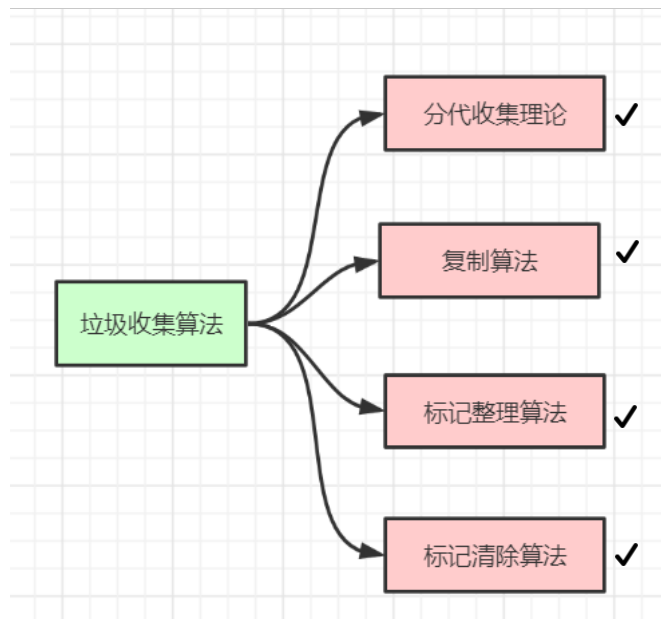 分代收集理论
复制算法
垃圾收集算法
标记整理算法
标记清除算法